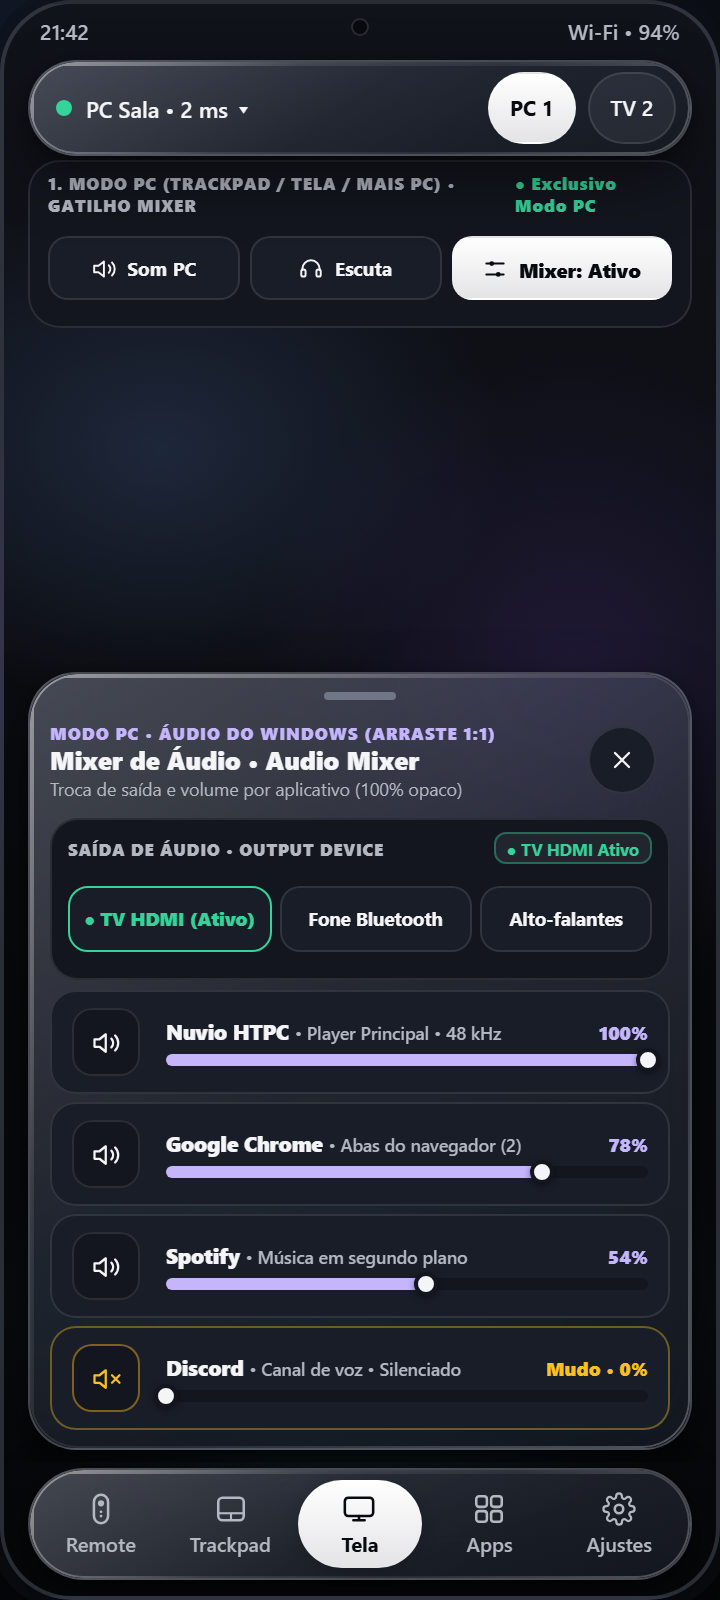 21:42
Wi-Fi • 94%
PC Sala • 2 ms
PC 1
TV 2
1. MODO PC (TRACKPAD / TELA / MAIS PC) •
GATILHO MIXER
● Exclusivo
Modo PC
Som PC
Escuta
Mixer: Ativo
MODO PC • ÁUDIO DO WINDOWS (ARRASTE 1:1)
Mixer de Áudio • Audio Mixer
Troca de saída e volume por aplicativo (100% opaco)
SAÍDA DE ÁUDIO • OUTPUT DEVICE
● TV HDMI Ativo
● TV HDMI (Ativo)
Fone Bluetooth
Alto-falantes
Nuvio HTPC • Player Principal • 48 kHz
100%
Google Chrome • Abas do navegador (2)
78%
Spotify • Música em segundo plano
54%
Discord • Canal de voz • Silenciado
Mudo • 0%
Remote
Trackpad
Tela
Apps
Ajustes